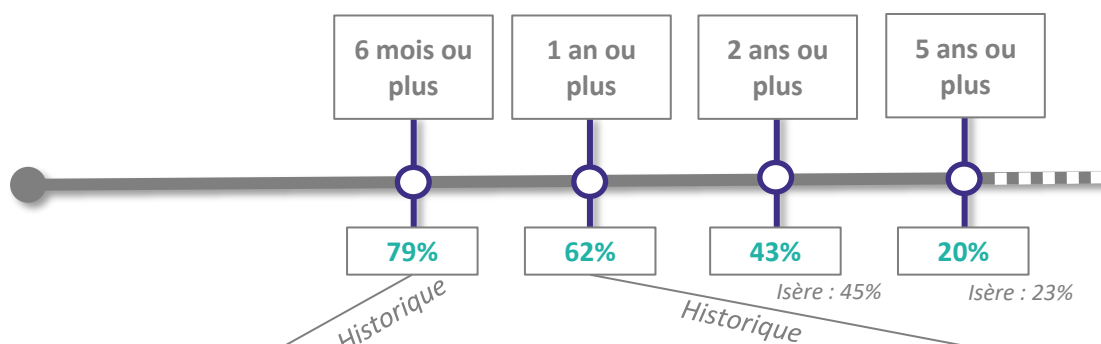 6 mois ou
plus
1 an ou
plus
2 ans ou
plus
5 ans ou
plus
79%
62%
43%
20%
Isère : 45%
Isère : 23%
Historique
Historique